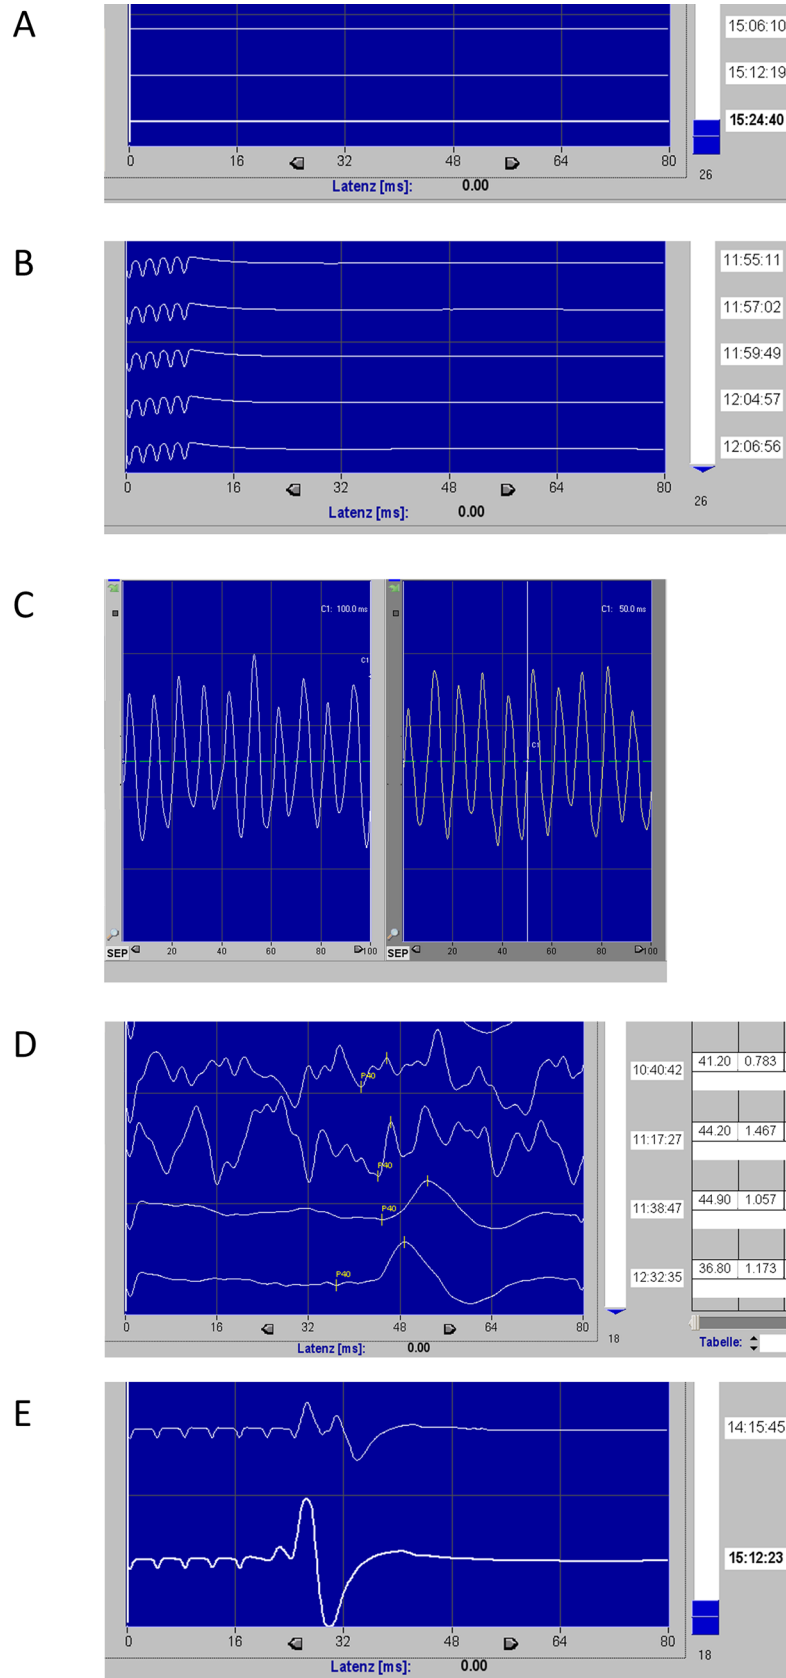 A
15:06:10
15:12:19
15:24:40
0 16 32 48 64 80
26
Latenz [ms]: 0.00
B
11:55:11
11:57:02
11:59:49
12:04:57
12:06:56
0 16 32 48 64 80
26
Latenz [ms]: 0.00
C
C1: 100.0 ms C1: 50.0 ms
C1
C1
SEP 20 40 60 80 100 SEP 20 40 60 80 100
D
10:40:42 41.20 0.783
P40
11:17:27 44.20 1.467
P40
P40
11:38:47 44.90 1.057
P40
12:32:35 36.80 1.173
0 16 32 48 64 80
18
Latenz [ms]: 0.00
Tabelle:
E
14:15:45
15:12:23
0 16 32 48 64 80
18
Latenz [ms]: 0.00